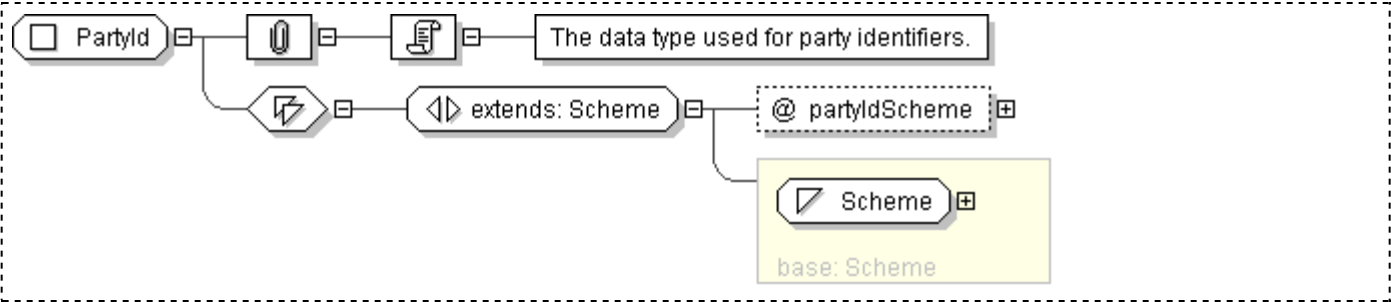 PartyId
The data type used for party identifiers.
extends: Scheme
@ partyIdScheme
Scheme
base: Scheme